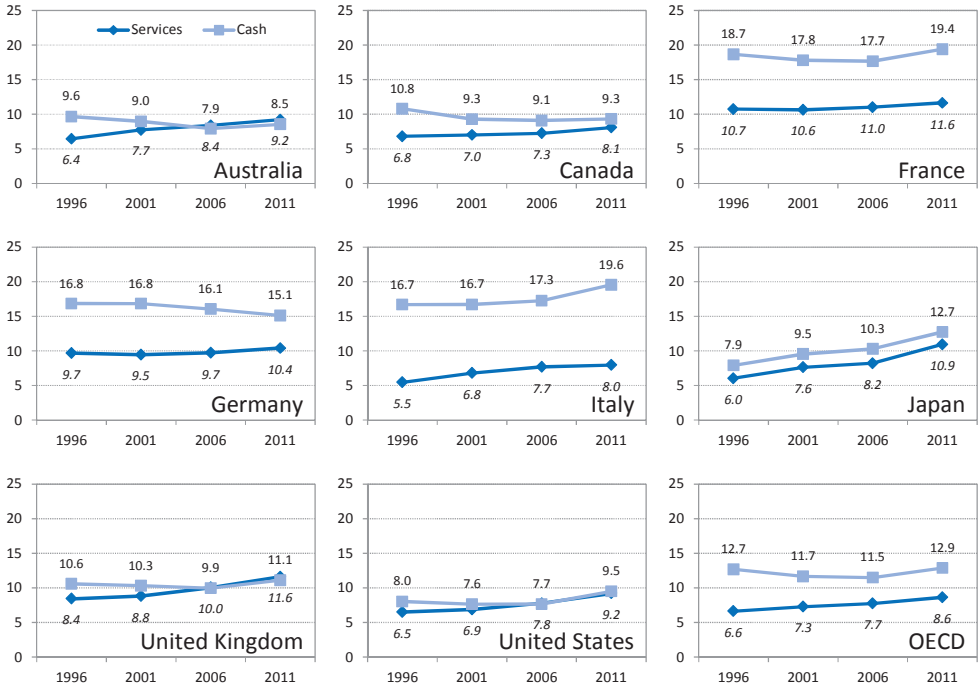 25
Services Cash
20
15
10
5
0
9.6 9.0 7.9 8.5
6.4 7.7 8.4 9.2
Australia
1996 2001 2006 2011
25
20
15
10
5
0
10.8 9.3 9.1 9.3
6.8 7.0 7.3 8.1
Canada
1996 2001 2006 2011
25
20
15
10
5
0
18.7 17.8 17.7 19.4
10.7 10.6 11.0 11.6
France
1996 2001 2006 2011
25
20
15
10
5
0
16.8 16.8 16.1 15.1
9.7 9.5 9.7 10.4
Germany
1996 2001 2006 2011
25
20
15
10
5
0
16.7 16.7 17.3 19.6
5.5 6.8 7.7 8.0
Italy
1996 2001 2006 2011
25
20
15
10
5
0
7.9 9.5 10.3 12.7
6.0 7.6 8.2 10.9
Japan
1996 2001 2006 2011
25
20
15
10
5
0
10.6 10.3 9.9 11.1
8.4 8.8 10.0 11.6
United Kingdom
1996 2001 2006 2011
25
20
15
10
5
0
8.0 7.6 7.7 9.5
6.5 6.9 7.8 9.2
United States
1996 2001 2006 2011
25
20
15
10
5
0
12.7 11.7 11.5 12.9
6.6 7.3 7.7 8.6
OECD
1996 2001 2006 2011